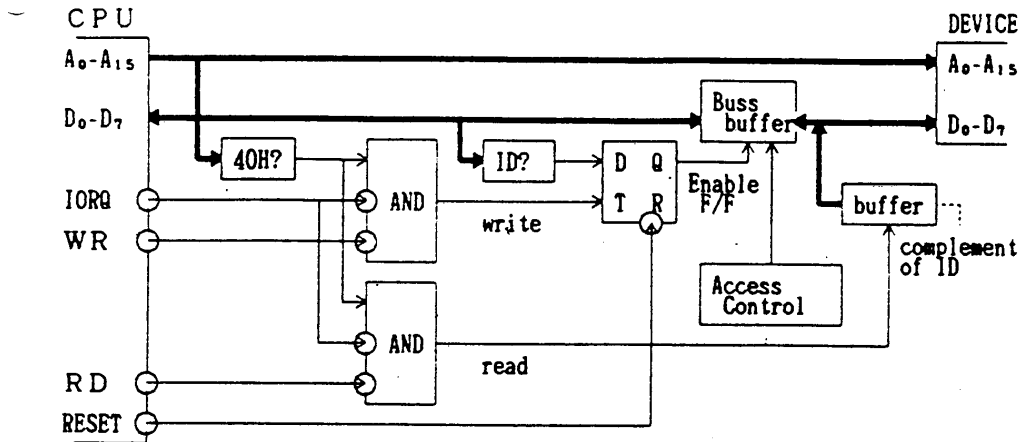 CPU
DEVICE
A₀-A₁₅
A₀-A₁₅
D₀-D₇
Buss
buffer
D₀-D₇
40H?
ID?
D Q
Enable
F/F
IORQ
AND
T R
buffer
write
WR
complement
of ID
Access
Control
AND
read
RD
RESET